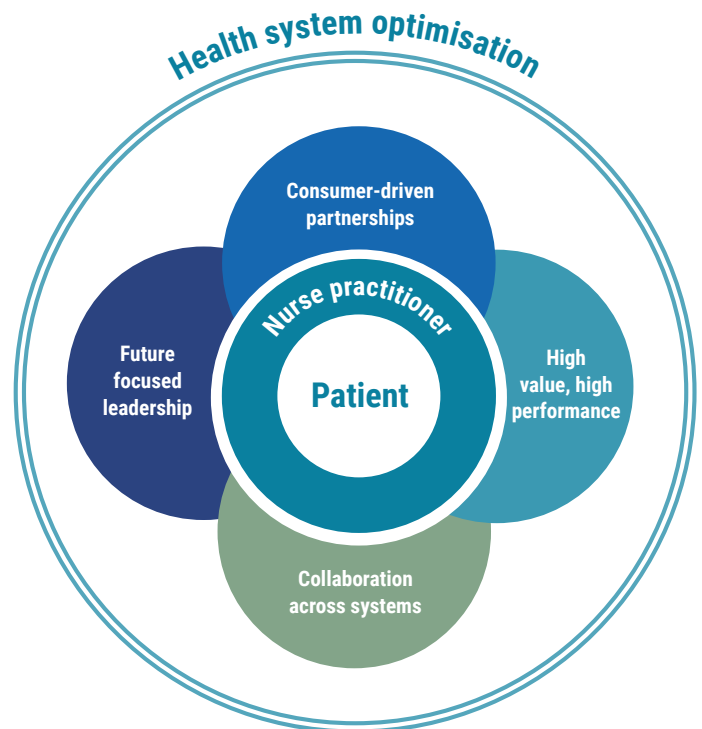 Health system optimisation
Consumer-driven
partnerships
Nurse practitioner
Future
focused
leadership
Patient
High
value, high
performance
Collaboration
across systems